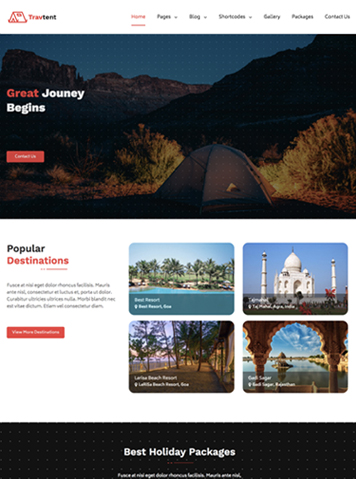 Travtent
Home Pages Blog Shortcodes Gallery Packages Contact Us
Great Jouney
Begins
Contact Us
Popular
Destinations
Fusce at nisi eget dolor rhoncus facilisis. Mauris
ante nisl, consectetur et luctus et, porta ut dolor.
Curabitur ultricies ultrices nulla. Morbi blandit nec
est vitae dictum. Etiam vel consectetur diam.
View More Destinations
Best Resort
Best Resort, Goa
Tajmahal
Taj Mahal, Agra, India
Larisa Beach Resort
LaRiSa Beach Resort, Goa
Gadi Sagar
Gadi Sagar, Rajasthan
Best Holiday Packages
Fusce at nisi eget dolor rhoncus facilisis. Mauris ante nisl,